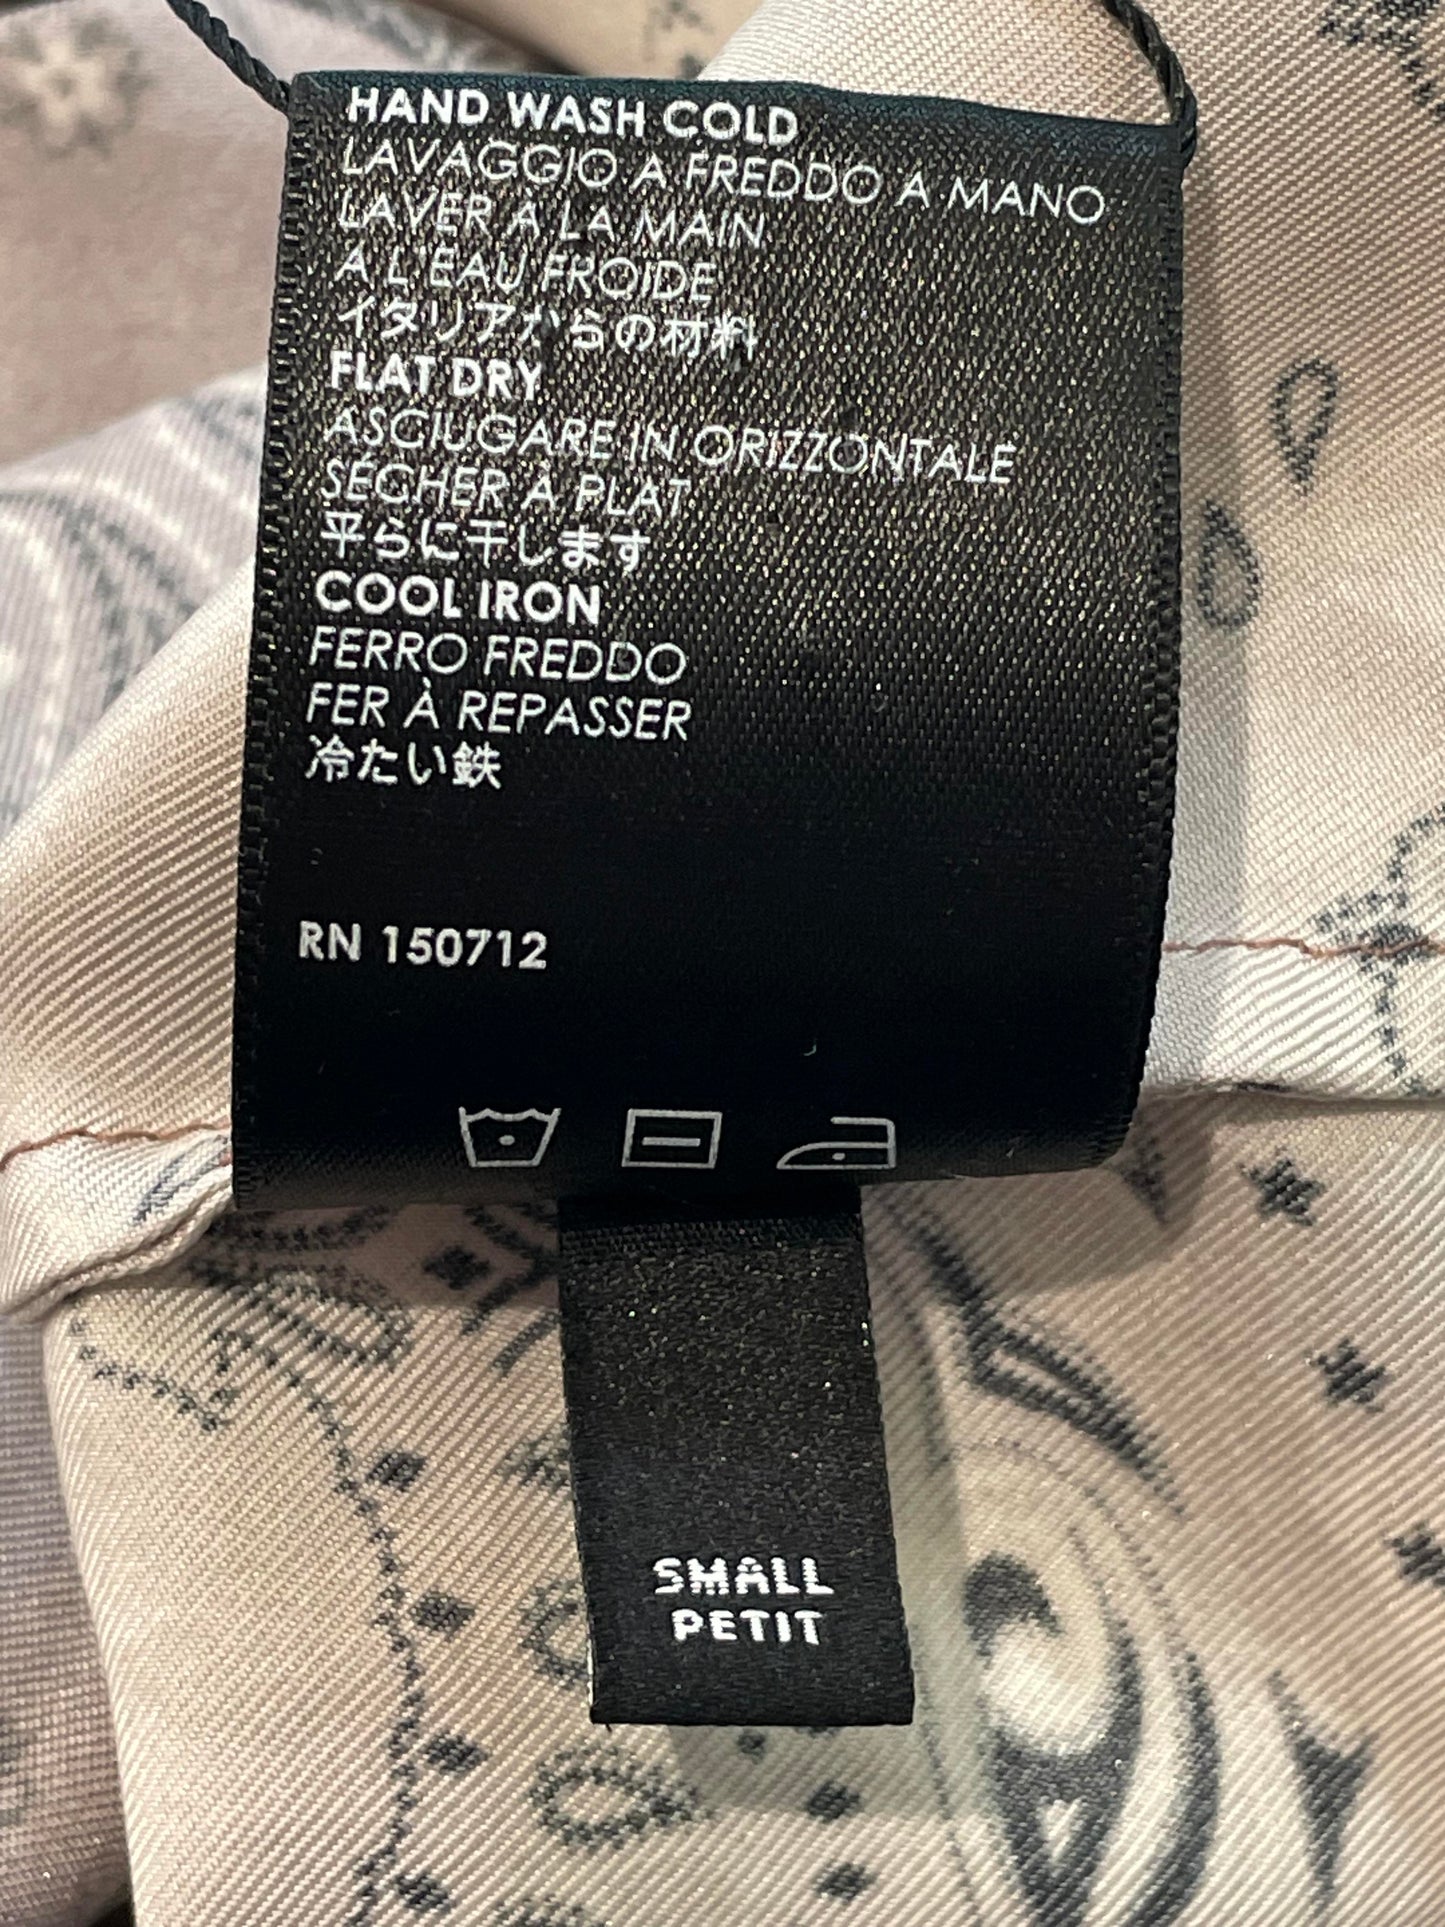 HAND WASH COLD
LAVAGGIO A FREDDO A MANO
LAVER À LA MAIN
A L'EAU FROIDE
イタリアからの材料
FLAT DRY
ASCIUGARE IN ORIZZONTALE
SÉCHER À PLAT
平らに干します
COOL IRON
FERRO FREDDO
FER À REPASSER
冷たい鉄
RN 150712
SMALL
PETIT